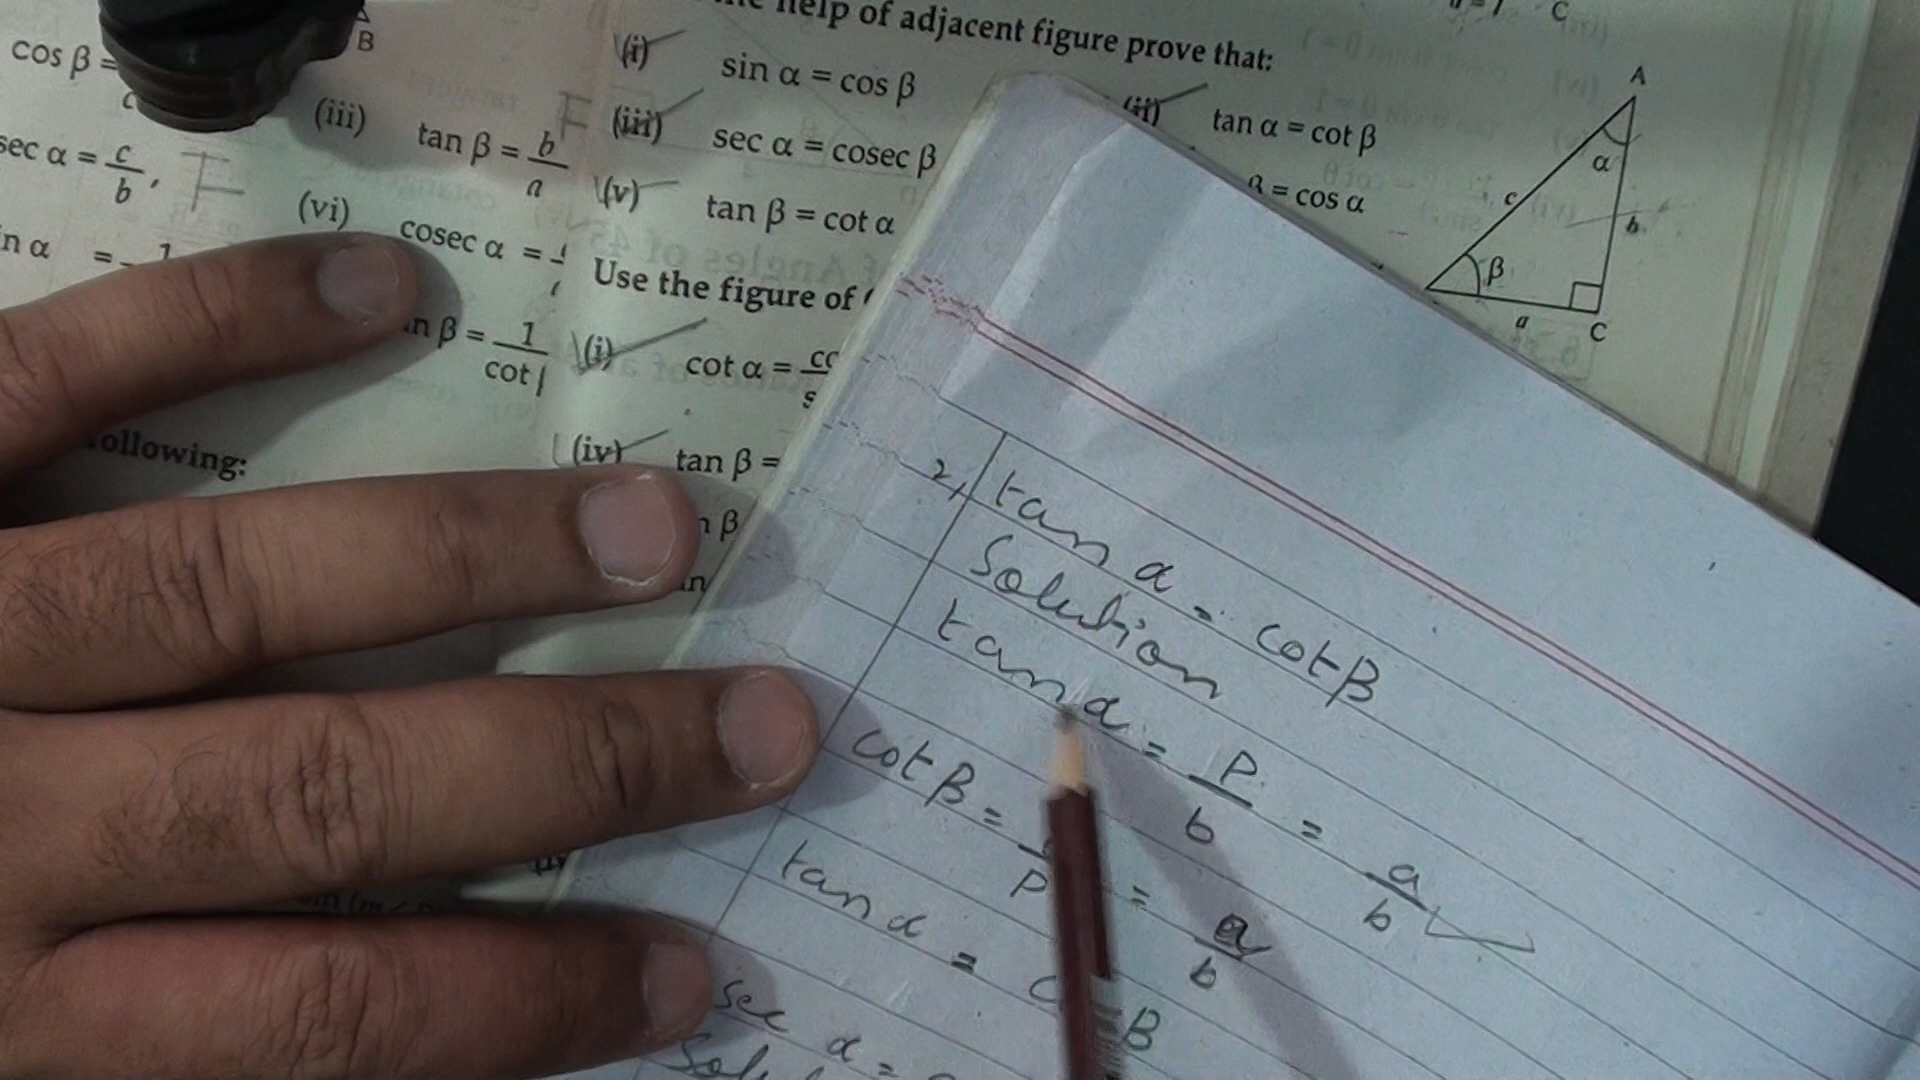 help of adjacent figure prove that:
cos β =
B
(i) sin α = cos β
(ii) tan α = cot β
(iii) tan β = b/a
(iii) sec α = cosec β
β = cos α
sec α = c/b,
(v) tan β = cot α
(vi) cosec α =
Use the figure of
= 1/cot
(i) cot α =
following:
(iv) tan β =
β
A
α
c
b
β
a
C
2, tan α = cot β
Solution
tan α = P/b = a/b
cot β = /P = a/b
tan α = β
sec α =